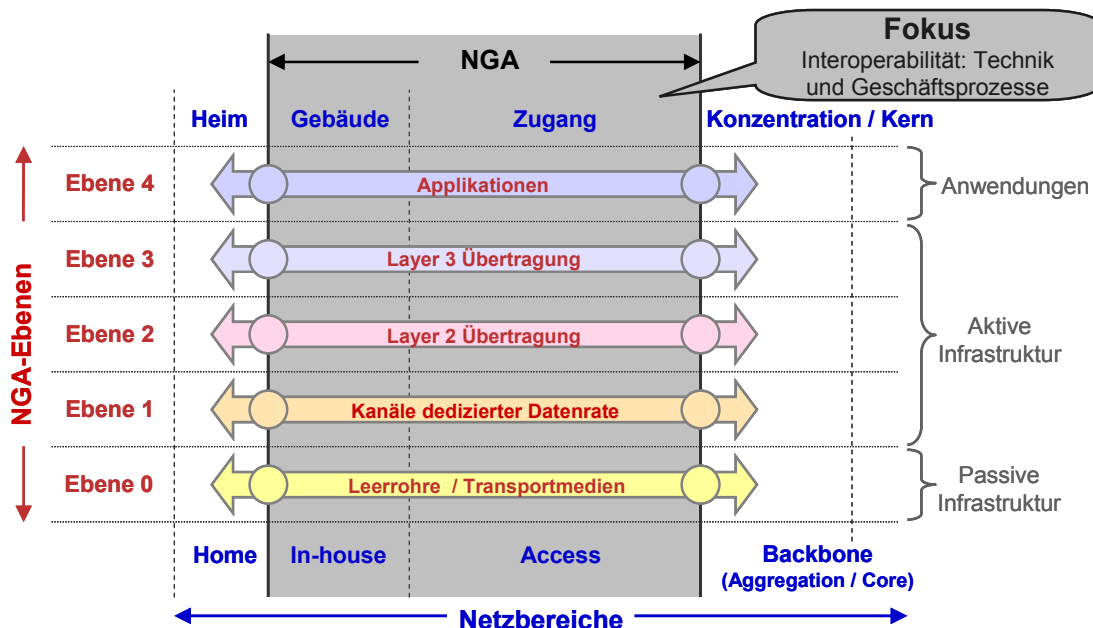 Fokus
Interoperabilität: Technik
und Geschäftsprozesse
NGA
Heim
Gebäude
Zugang
Konzentration / Kern
NGA-Ebenen
Ebene 4
Applikationen
Anwendungen
Ebene 3
Layer 3 Übertragung
Ebene 2
Layer 2 Übertragung
Aktive
Infrastruktur
Ebene 1
Kanäle dedizierter Datenrate
Ebene 0
Leerrohre / Transportmedien
Passive
Infrastruktur
Home
In-house
Access
Backbone
(Aggregation / Core)
Netzbereiche